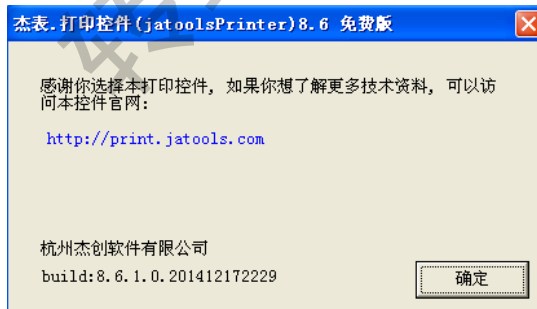 杰表.打印控件(jatoolsPrinter)8.6 免费版
感谢你选择本打印控件, 如果你想了解更多技术资料, 可以访
问本控件官网:
http://print.jatools.com
杭州杰创软件有限公司
build:8.6.1.0.201412172229
确定